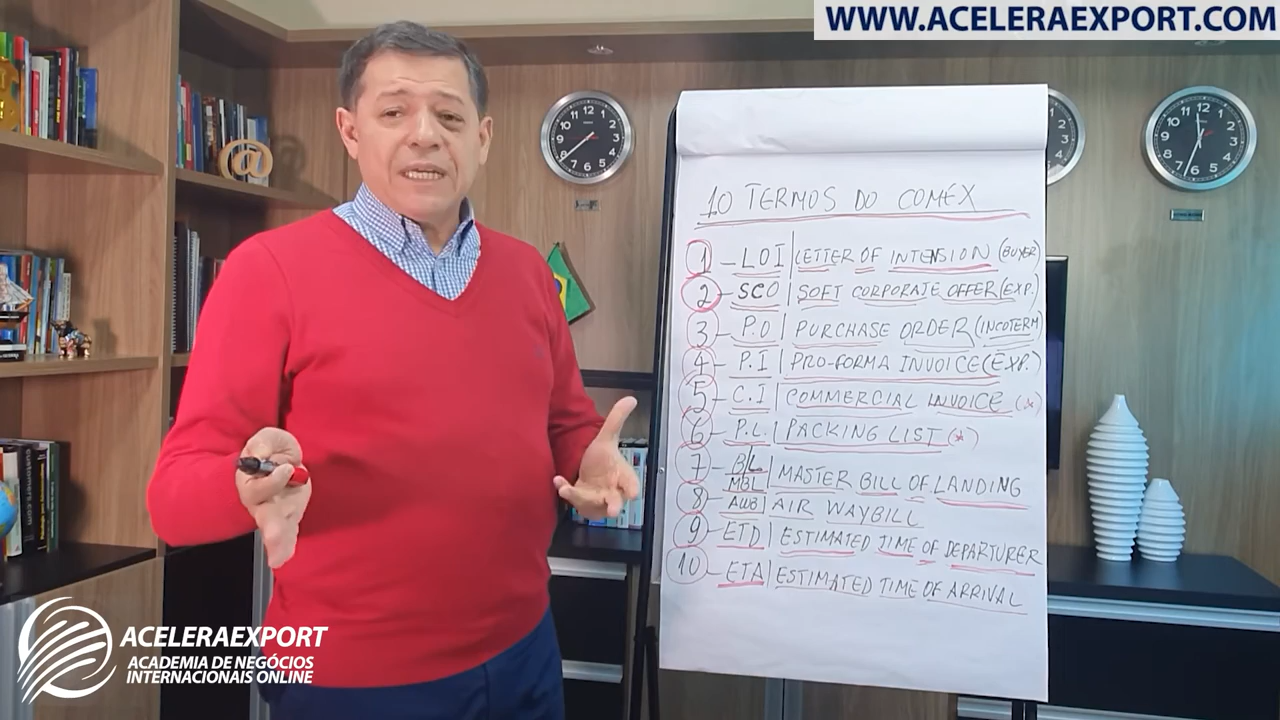 WWW.ACELERAEXPORT.COM
10 TERMOS DO COMEX
1 - LOI | LETTER OF INTENSION (BUYER)
2 - SCO | SOFT CORPORATE OFFER (EXP.
3 - P.O | PURCHASE ORDER (INCOTERM)
4 - P.I | PRO-FORMA INVOICE (EXP.
5 - C.I | COMMERCIAL INVOICE (*)
6 - P.L | PACKING LIST (*)
7 - B/L MBL | MASTER BILL OF LANDING
8 - AWB | AIR WAYBILL
9 - ETD | ESTIMATED TIME OF DEPARTURER
10 - ETA | ESTIMATED TIME OF ARRIVAL
customers.com
@
ACELERAEXPORT
ACADEMIA DE NEGÓCIOS
INTERNACIONAIS ONLINE